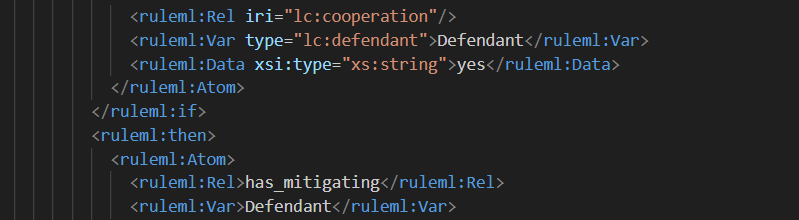 <ruleml:Rel iri="lc:cooperation"/>
<ruleml:Var type="lc:defendant">Defendant</ruleml:Var>
<ruleml:Data xsi:type="xs:string">yes</ruleml:Data>
</ruleml:Atom>
</ruleml:if>
<ruleml:then>
<ruleml:Atom>
<ruleml:Rel>has_mitigating</ruleml:Rel>
<ruleml:Var>Defendant</ruleml:Var>